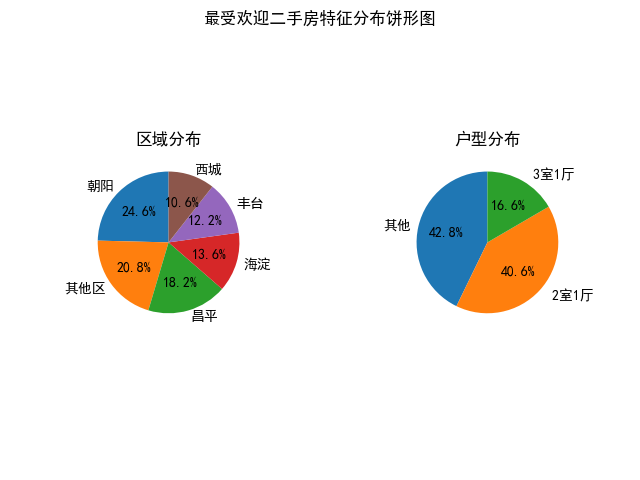 最受欢迎二手房特征分布饼形图
区域分布
西城
10.6%
朝阳
24.6%
丰台
12.2%
海淀
13.6%
其他区
20.8%
昌平
18.2%
户型分布
3室1厅
16.6%
其他
42.8%
2室1厅
40.6%